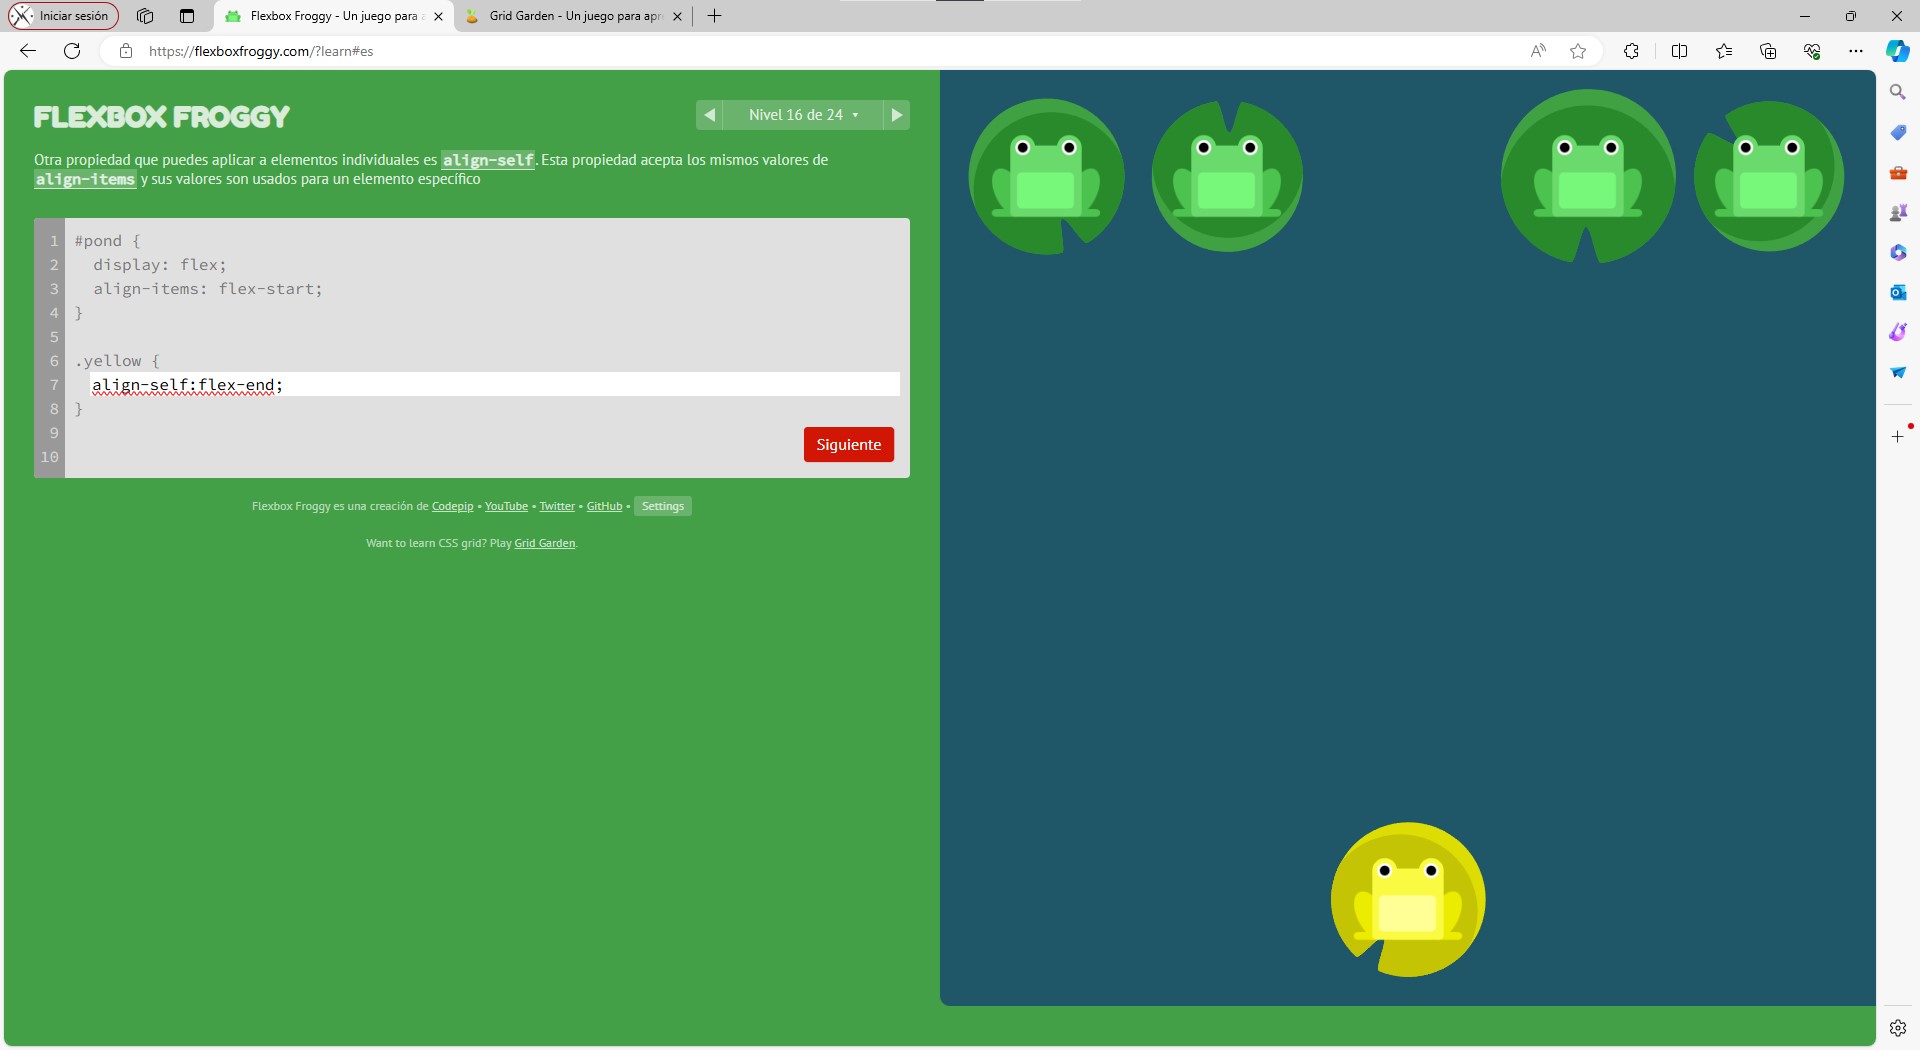 Iniciar sesión
Flexbox Froggy - Un juego para a
Grid Garden - Un juego para apr
https://flexboxfroggy.com/?learn#es
FLEXBOX FROGGY
Nivel 16 de 24
Otra propiedad que puedes aplicar a elementos individuales es align-self. Esta propiedad acepta los mismos valores de
align-items y sus valores son usados para un elemento específico
1 #pond {
2 display: flex;
3 align-items: flex-start;
4 }
5
6 .yellow {
7 align-self:flex-end;
8 }
9
10
Siguiente
Flexbox Froggy es una creación de Codepip • YouTube • Twitter • GitHub • Settings
Want to learn CSS grid? Play Grid Garden.